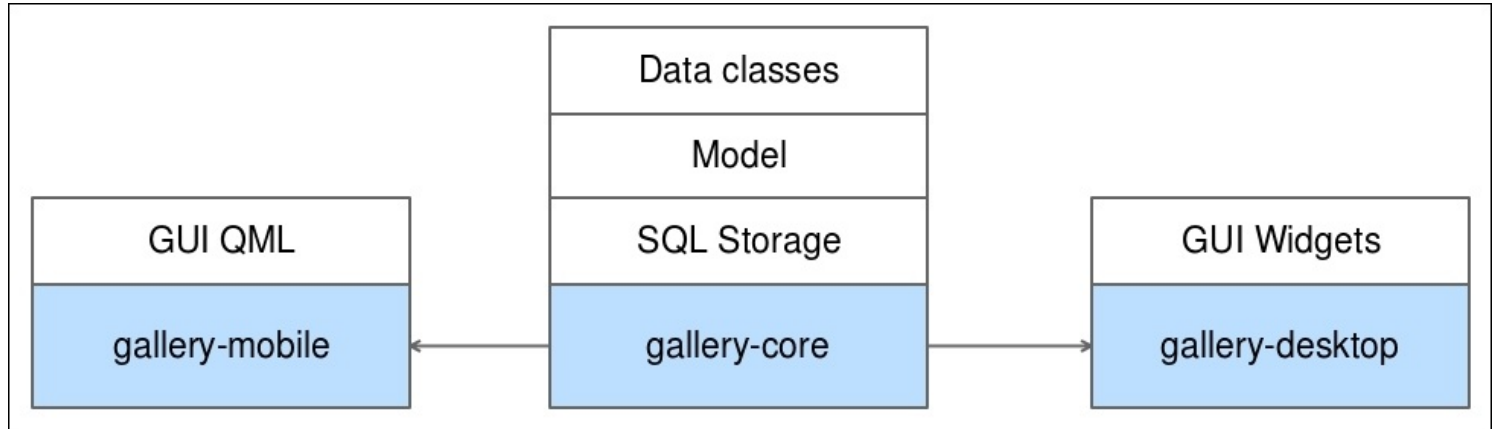 Data classes
Model
GUI QML
SQL Storage
GUI Widgets
gallery-mobile
gallery-core
gallery-desktop